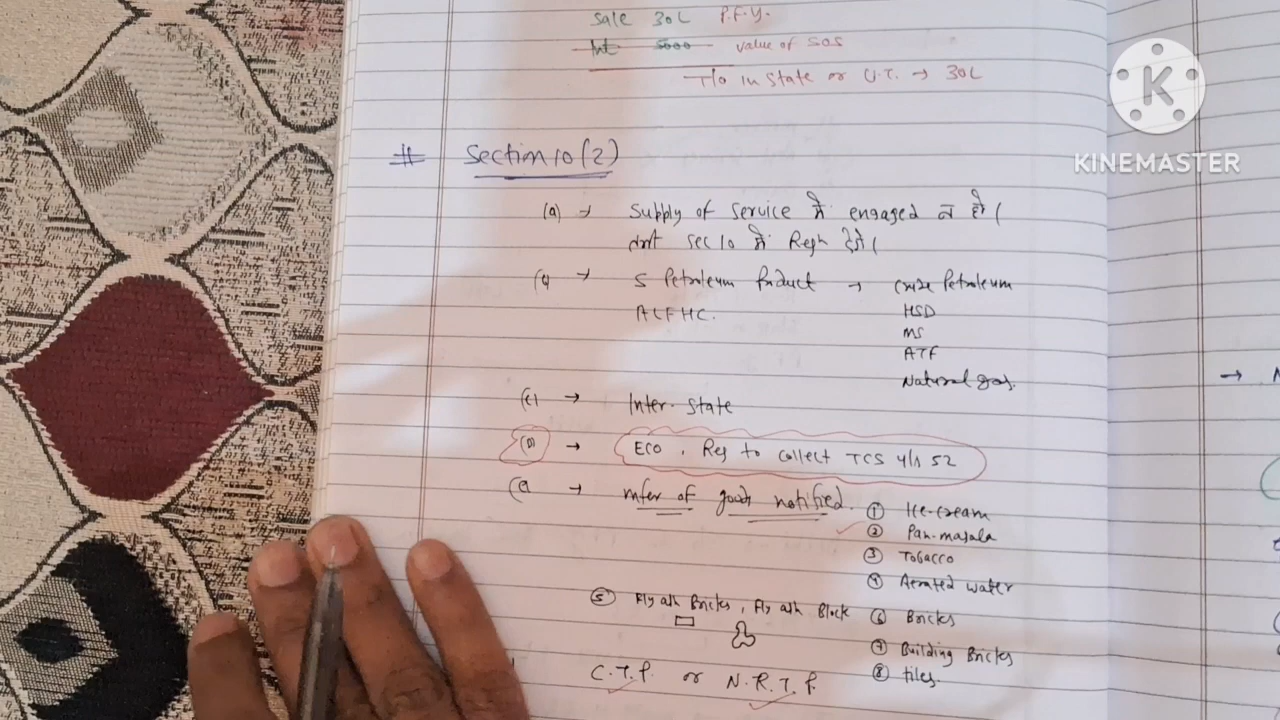 Sale 30L P.F.Y.
Int 5000 value of SOS
T/o in State or U.T. → 30L
# Section 10(2)
(a) → Supply of Service में engaged न हो।
तभी sec 10 में Regn देंगे।
→ 5 Petroleum Product → Crude Petroleum
ALFHC. HSD
MS
ATF
Natural gas.
(c) → Inter-State
(D) → ECO, Req to collect TCS u/s 52
(e) → mfer of goods notified. ① Ice-cream
② Pan-masala
③ Tobacco
④ Aerated water
⑤ Fly ash Bricks, Fly ash Block ⑥ Bricks
⑦ Building Bricks
⑧ tiles.
C.T.P. or N.R.T.P.
→ N
KINEMASTER